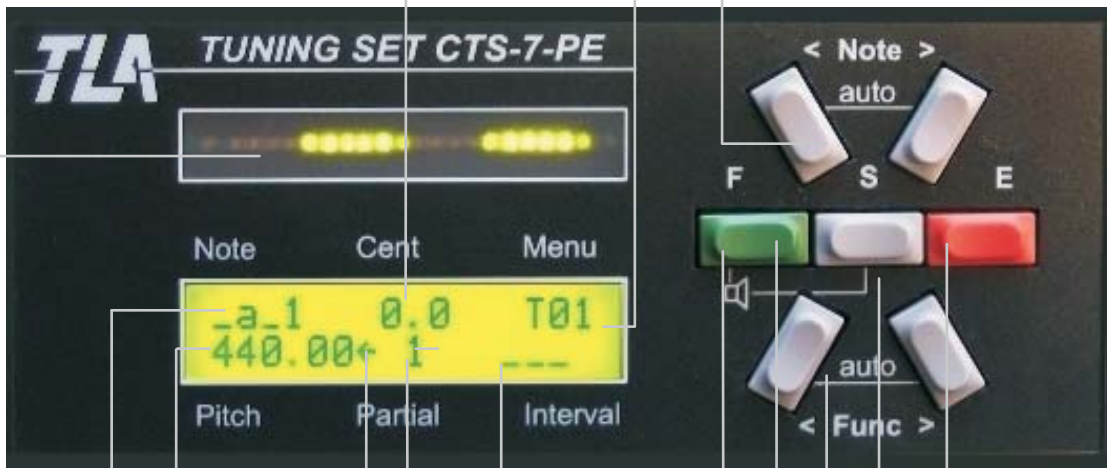 TLA TUNING SET CTS-7-PE
< Note >
auto
F S E
Note Cent Menu
_a_1 0.0 T01
440.00← 1 ___
auto
Pitch Partial Interval
< Func >